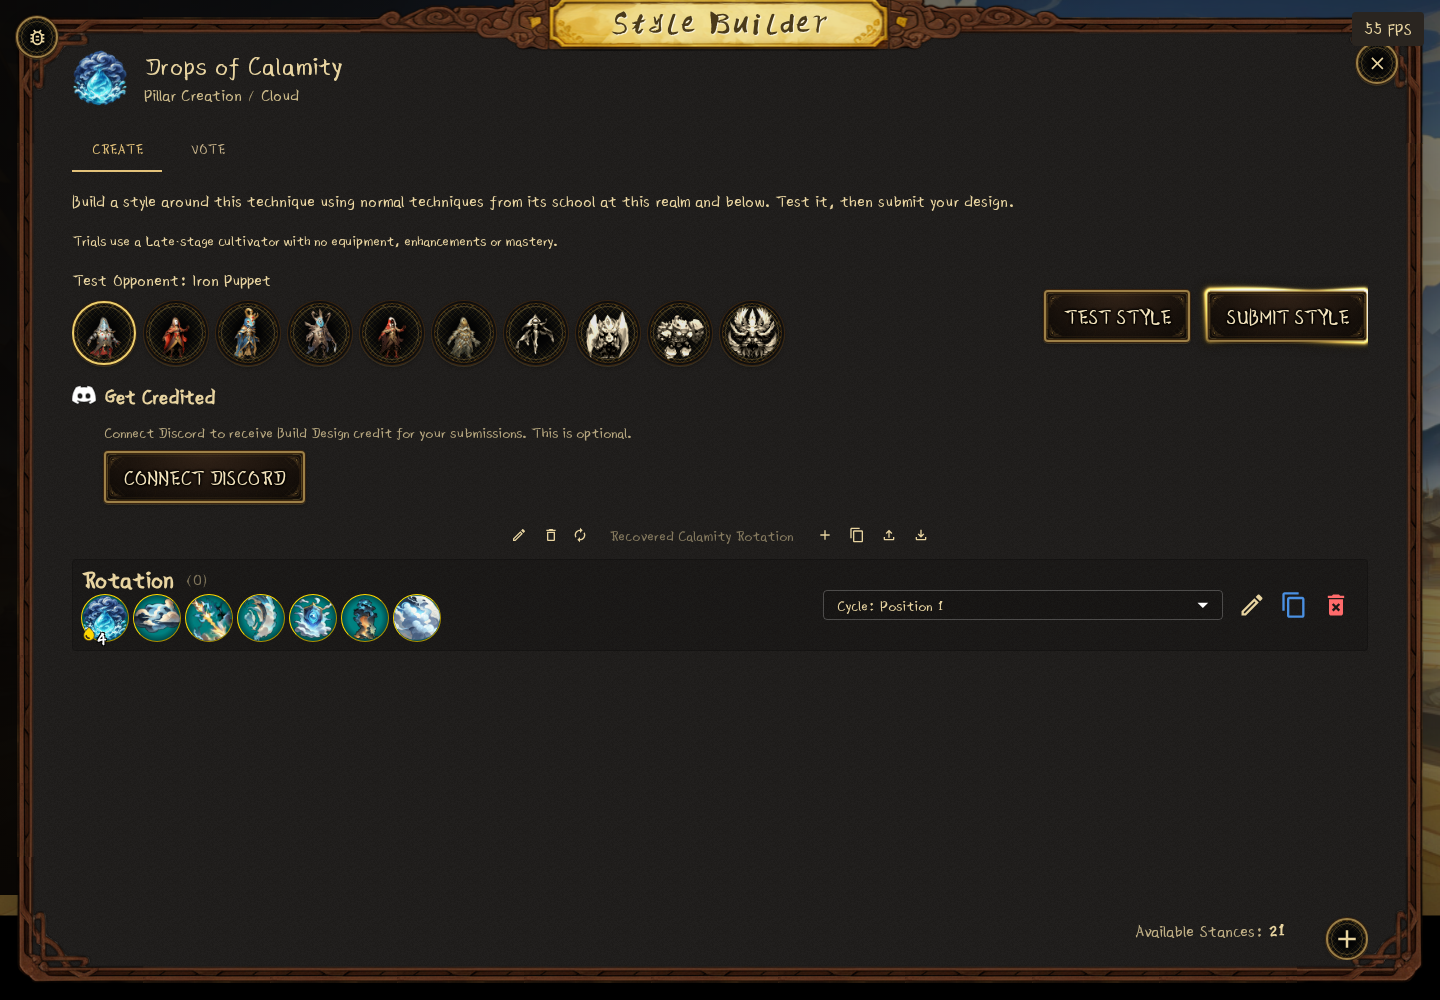 Style Builder
55 FPS
Drops of Calamity
Pillar Creation / Cloud
CREATE
VOTE
Build a style around this technique using normal techniques from its school at this realm and below. Test it, then submit your design.
Trials use a Late-stage cultivator with no equipment, enhancements or mastery.
Test Opponent: Iron Puppet
TEST STYLE
SUBMIT STYLE
Get Credited
Connect Discord to receive Build Design credit for your submissions. This is optional.
CONNECT DISCORD
Recovered Calamity Rotation
Rotation (0)
4
Cycle: Position 1
Available Stances: 21